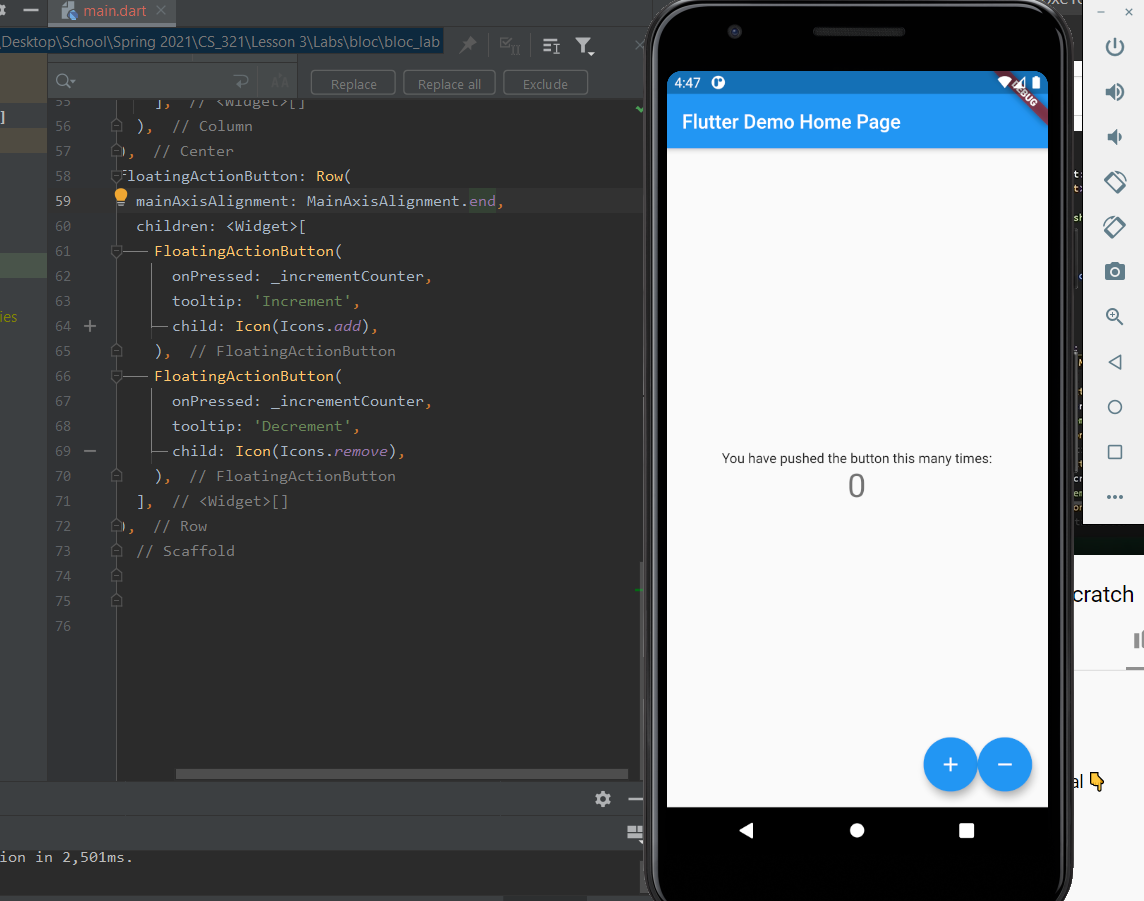 main.dart
\Desktop\School\Spring 2021\CS_321\Lesson 3\Labs\bloc\bloc_lab
Replace
Replace all
Exclude
55 ], // <Widget>[]
56 ), // Column
57 ), // Center
58 floatingActionButton: Row(
59 mainAxisAlignment: MainAxisAlignment.end,
60 children: <Widget>[
61 FloatingActionButton(
62 onPressed: _incrementCounter,
63 tooltip: 'Increment',
64 child: Icon(Icons.add),
65 ), // FloatingActionButton
66 FloatingActionButton(
67 onPressed: _incrementCounter,
68 tooltip: 'Decrement',
69 child: Icon(Icons.remove),
70 ), // FloatingActionButton
71 ], // <Widget>[]
72 ), // Row
73 // Scaffold
74
75
76
]
ies
ion in 2,501ms.
4:47
DEBUG
Flutter Demo Home Page
You have pushed the button this many times:
0
+ −
cratch
al 👇